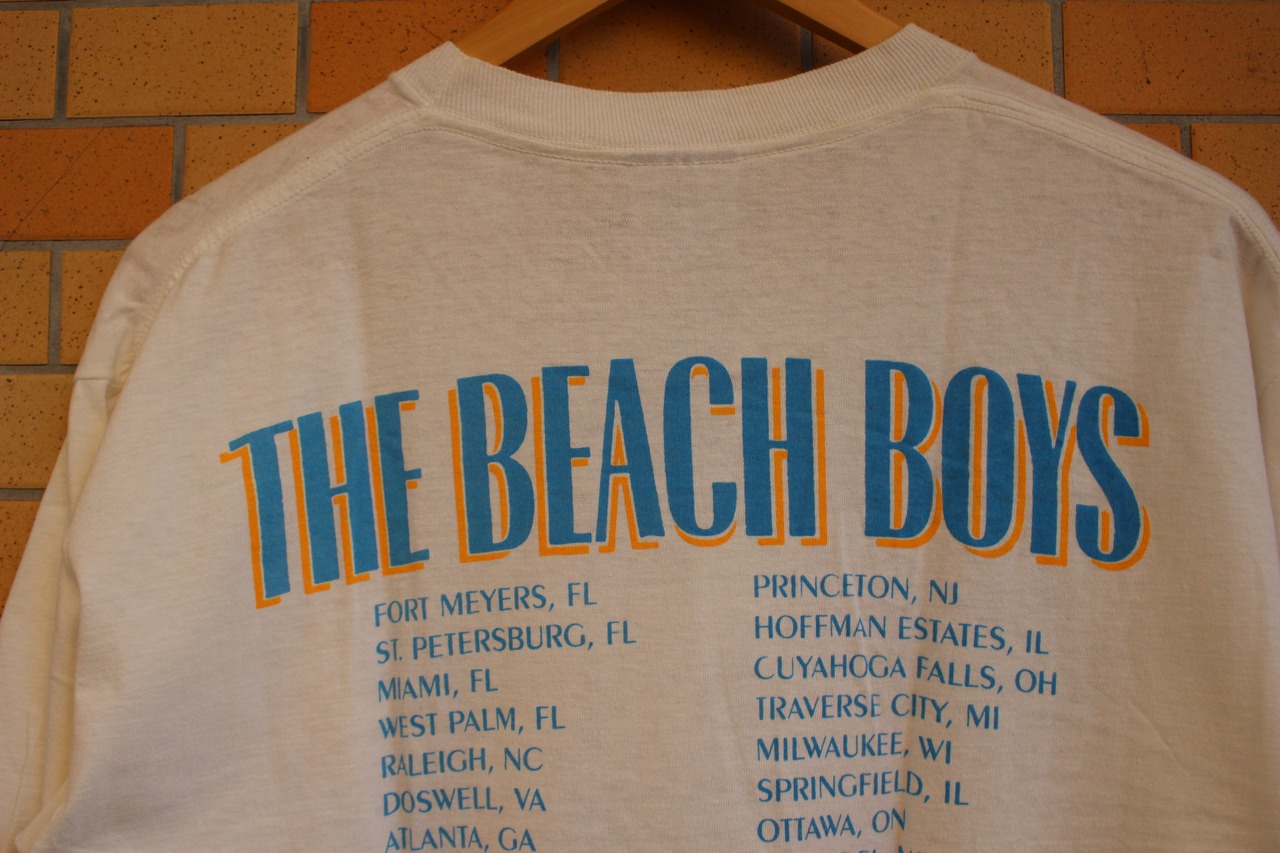 THE BEACH BOYS
FORT MEYERS, FL
ST. PETERSBURG, FL
MIAMI, FL
WEST PALM, FL
RALEIGH, NC
DOSWELL, VA
ATLANTA, GA
PRINCETON, NJ
HOFFMAN ESTATES, IL
CUYAHOGA FALLS, OH
TRAVERSE CITY, MI
MILWAUKEE, WI
SPRINGFIELD, IL
OTTAWA, ON